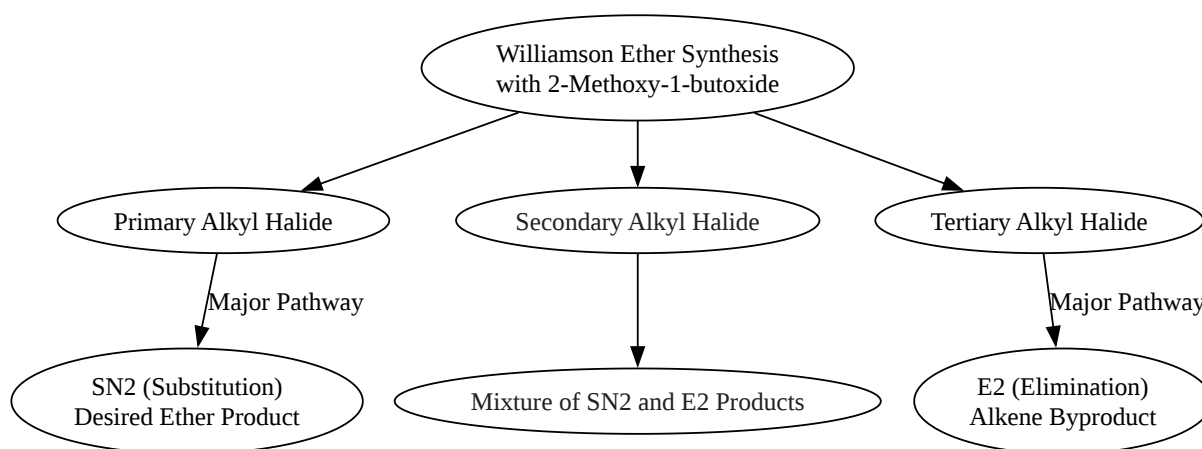 Williamson Ether Synthesis
with 2-Methoxy-1-butoxide
Primary Alkyl Halide
Secondary Alkyl Halide
Tertiary Alkyl Halide
Major Pathway
Major Pathway
SN2 (Substitution)
Desired Ether Product
Mixture of SN2 and E2 Products
E2 (Elimination)
Alkene Byproduct